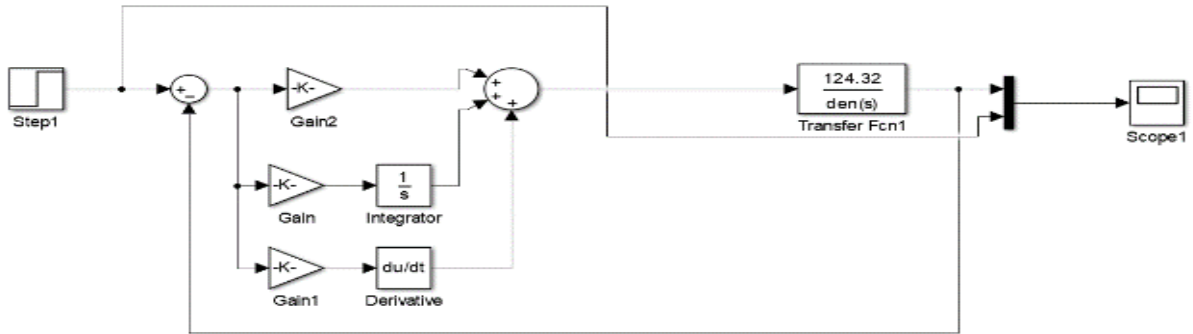 Step1
+
−
-K-
Gain2
-K-
Gain
1
s
Integrator
-K-
Gain1
du/dt
Derivative
+
+
+
124.32
den(s)
Transfer Fcn1
Scope1